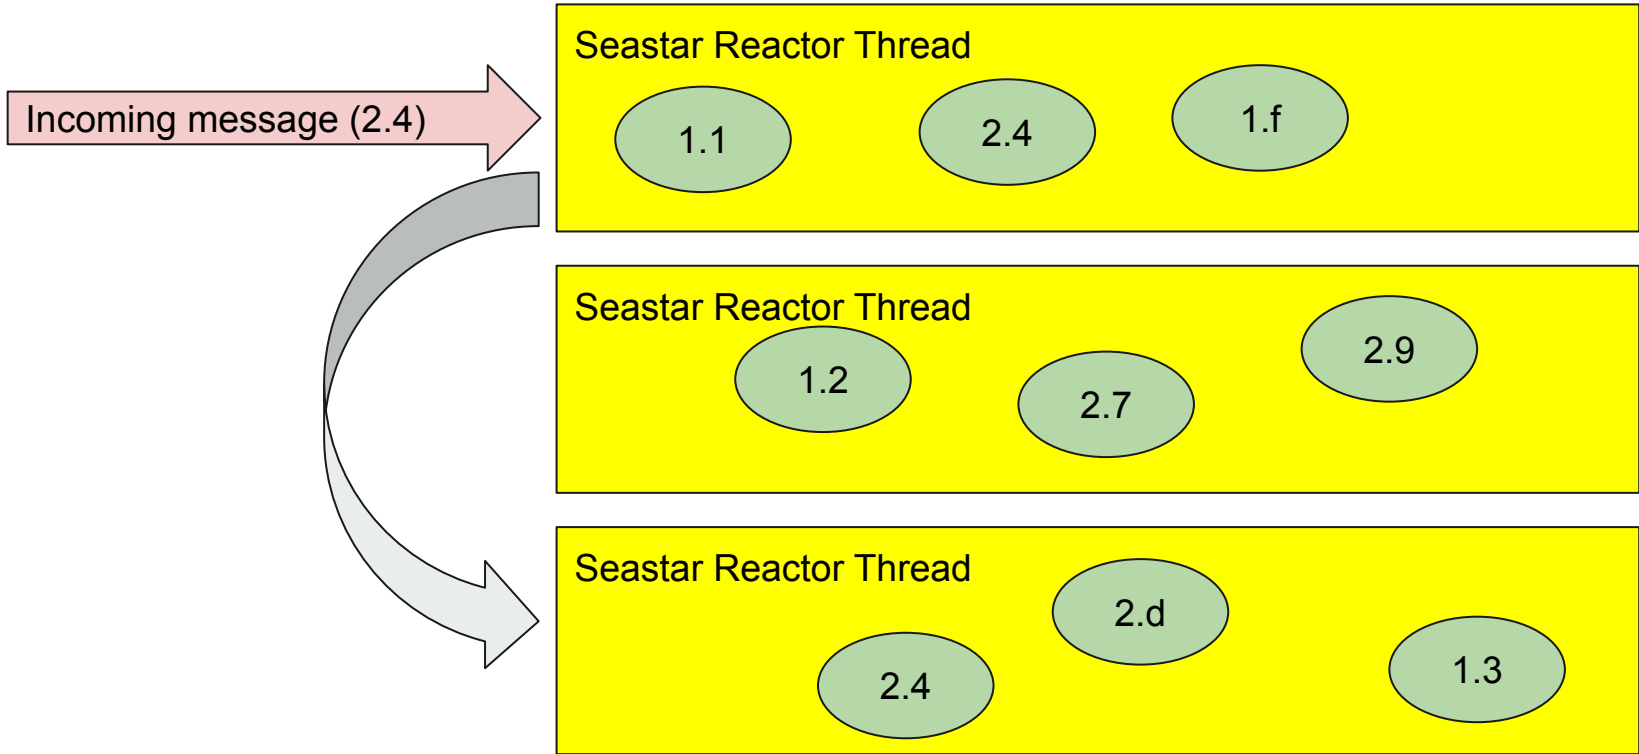 Incoming message (2.4)
Seastar Reactor Thread
1.1
2.4
1.f
Seastar Reactor Thread
1.2
2.7
2.9
Seastar Reactor Thread
2.4
2.d
1.3